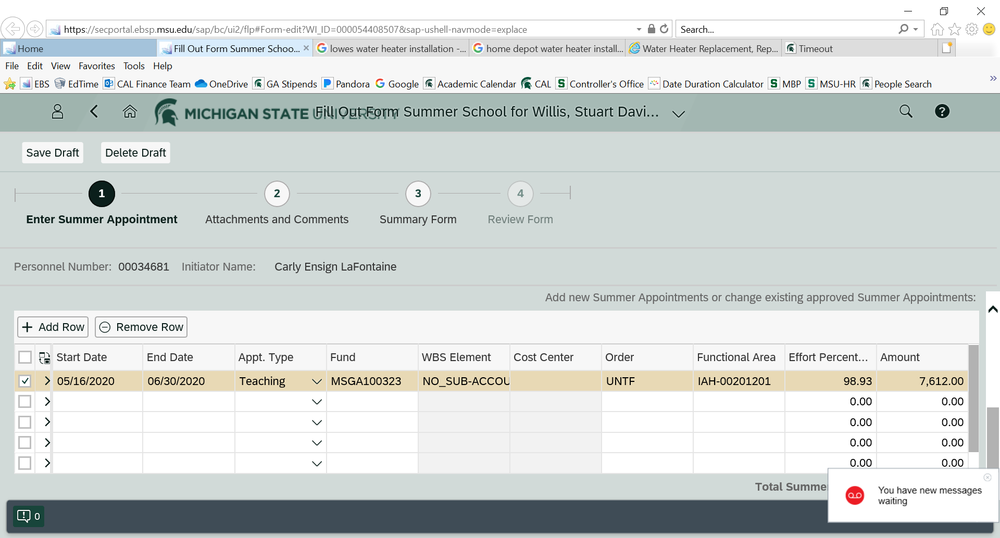 https://secportal.ebsp.msu.edu/sap/bc/ui2/flp#Form-edit?WI_ID=000054408507&sap-ushell-navmode=explace
Search...
Home
Fill Out Form Summer Schoo...
lowes water heater installation -...
home depot water heater install...
Water Heater Replacement, Rep...
Timeout
File Edit View Favorites Tools Help
EBS EdTime CAL Finance Team OneDrive GA Stipends Pandora Google Academic Calendar CAL Controller's Office Date Duration Calculator MBP MSU-HR People Search
MICHIGAN STATE UNIVERSITY
Fill Out Form Summer School for Willis, Stuart Davi...
Save Draft Delete Draft
1 2 3 4
Enter Summer Appointment Attachments and Comments Summary Form Review Form
Personnel Number: 00034681 Initiator Name: Carly Ensign LaFontaine
Add new Summer Appointments or change existing approved Summer Appointments:
Add Row Remove Row
Start Date End Date Appt. Type Fund WBS Element Cost Center Order Functional Area Effort Percent... Amount
05/16/2020 06/30/2020 Teaching MSGA100323 NO_SUB-ACCOU UNTF IAH-00201201 98.93 7,612.00
0.00 0.00
0.00 0.00
0.00 0.00
0.00 0.00
Total Summe
You have new messages
waiting
0